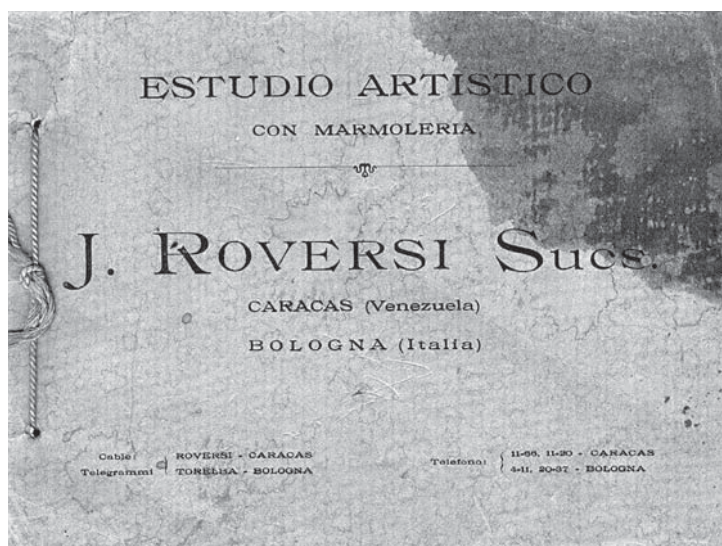 ESTUDIO ARTISTICO
CON MARMOLERIA
J. ROVERSI Sucs.
CARACAS (Venezuela)
BOLOGNA (Italia)
Cable: ROVERSI - CARACAS
Telegrammi TORELBA - BOLOGNA
Telefono: 11-66, 11-20 - CARACAS
4-11, 20-37 - BOLOGNA